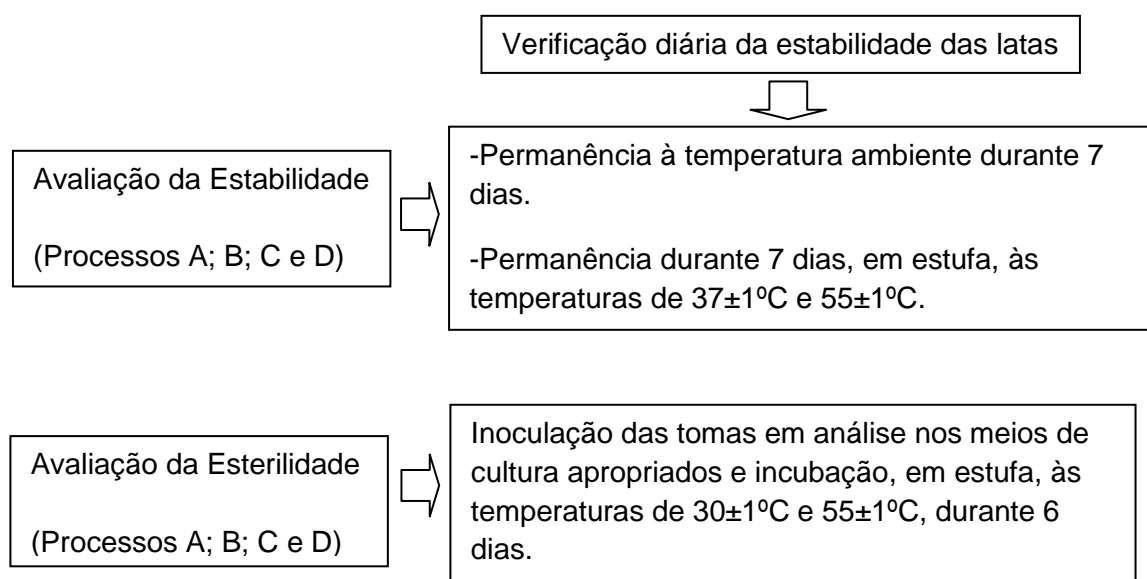 Verificação diária da estabilidade das latas
Avaliação da Estabilidade
(Processos A; B; C e D)
-Permanência à temperatura ambiente durante 7
dias.
-Permanência durante 7 dias, em estufa, às
temperaturas de 37±1ºC e 55±1ºC.
Avaliação da Esterilidade
(Processos A; B; C e D)
Inoculação das tomas em análise nos meios de
cultura apropriados e incubação, em estufa, às
temperaturas de 30±1ºC e 55±1ºC, durante 6
dias.